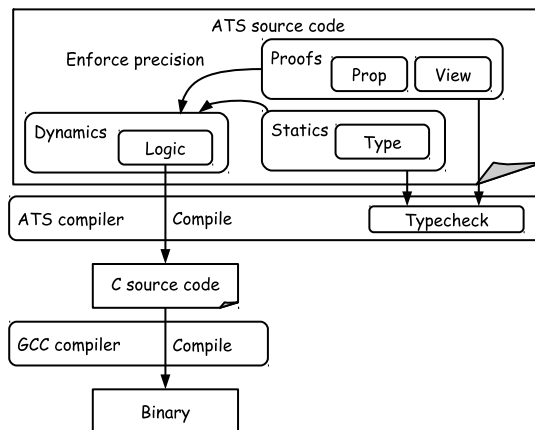 ATS source code
Enforce precision
Proofs
Prop
View
Dynamics
Logic
Statics
Type
ATS compiler
Compile
Typecheck
C source code
GCC compiler
Compile
Binary